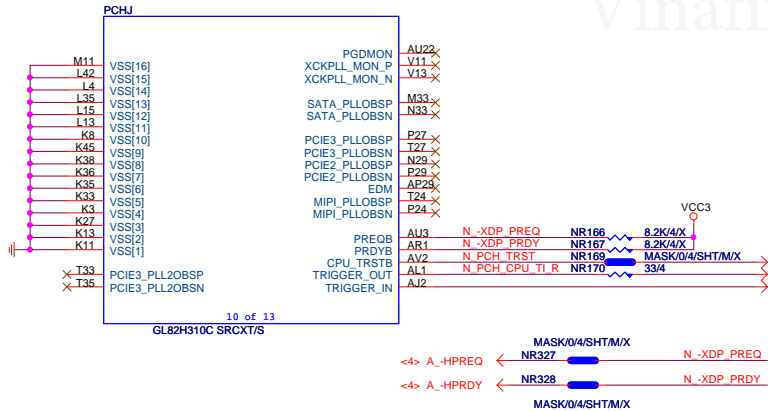 Vinafi
PCHJ
M11 VSS[16]
L42 VSS[15]
L4 VSS[14]
L35 VSS[13]
L15 VSS[12]
L13 VSS[11]
K8 VSS[10]
K45 VSS[9]
K38 VSS[8]
K36 VSS[7]
K35 VSS[6]
K33 VSS[5]
K3 VSS[4]
K27 VSS[3]
K13 VSS[2]
K11 VSS[1]
T33 PCIE3_PLL2OBSP
T35 PCIE3_PLL2OBSN
PGDMON AU22
XCKPLL_MON_P V11
XCKPLL_MON_N V13
SATA_PLLOBSP M33
SATA_PLLOBSN N33
PCIE3_PLLOBSP P27
PCIE3_PLLOBSN T27
PCIE2_PLLOBSP N29
PCIE2_PLLOBSN P29
EDM AP29
MIPI_PLLOBSP T24
MIPI_PLLOBSN P24
VCC3
PREQB AU3 N_-XDP_PREQ NR166 8.2K/4/X
PRDYB AR1 N_-XDP_PRDY NR167 8.2K/4/X
CPU_TRSTB AV2 N_PCH_TRST NR169 MASK/0/4/SHT/M/X
TRIGGER_OUT AL1 N_PCH_CPU_TI_R NR170 33/4
TRIGGER_IN AJ2
10 of 13
GL82H310C SRCXT/S
MASK/0/4/SHT/M/X
<4> A_-HPREQ NR327 N_-XDP_PREQ
<4> A_-HPRDY NR328 N_-XDP_PRDY
MASK/0/4/SHT/M/X